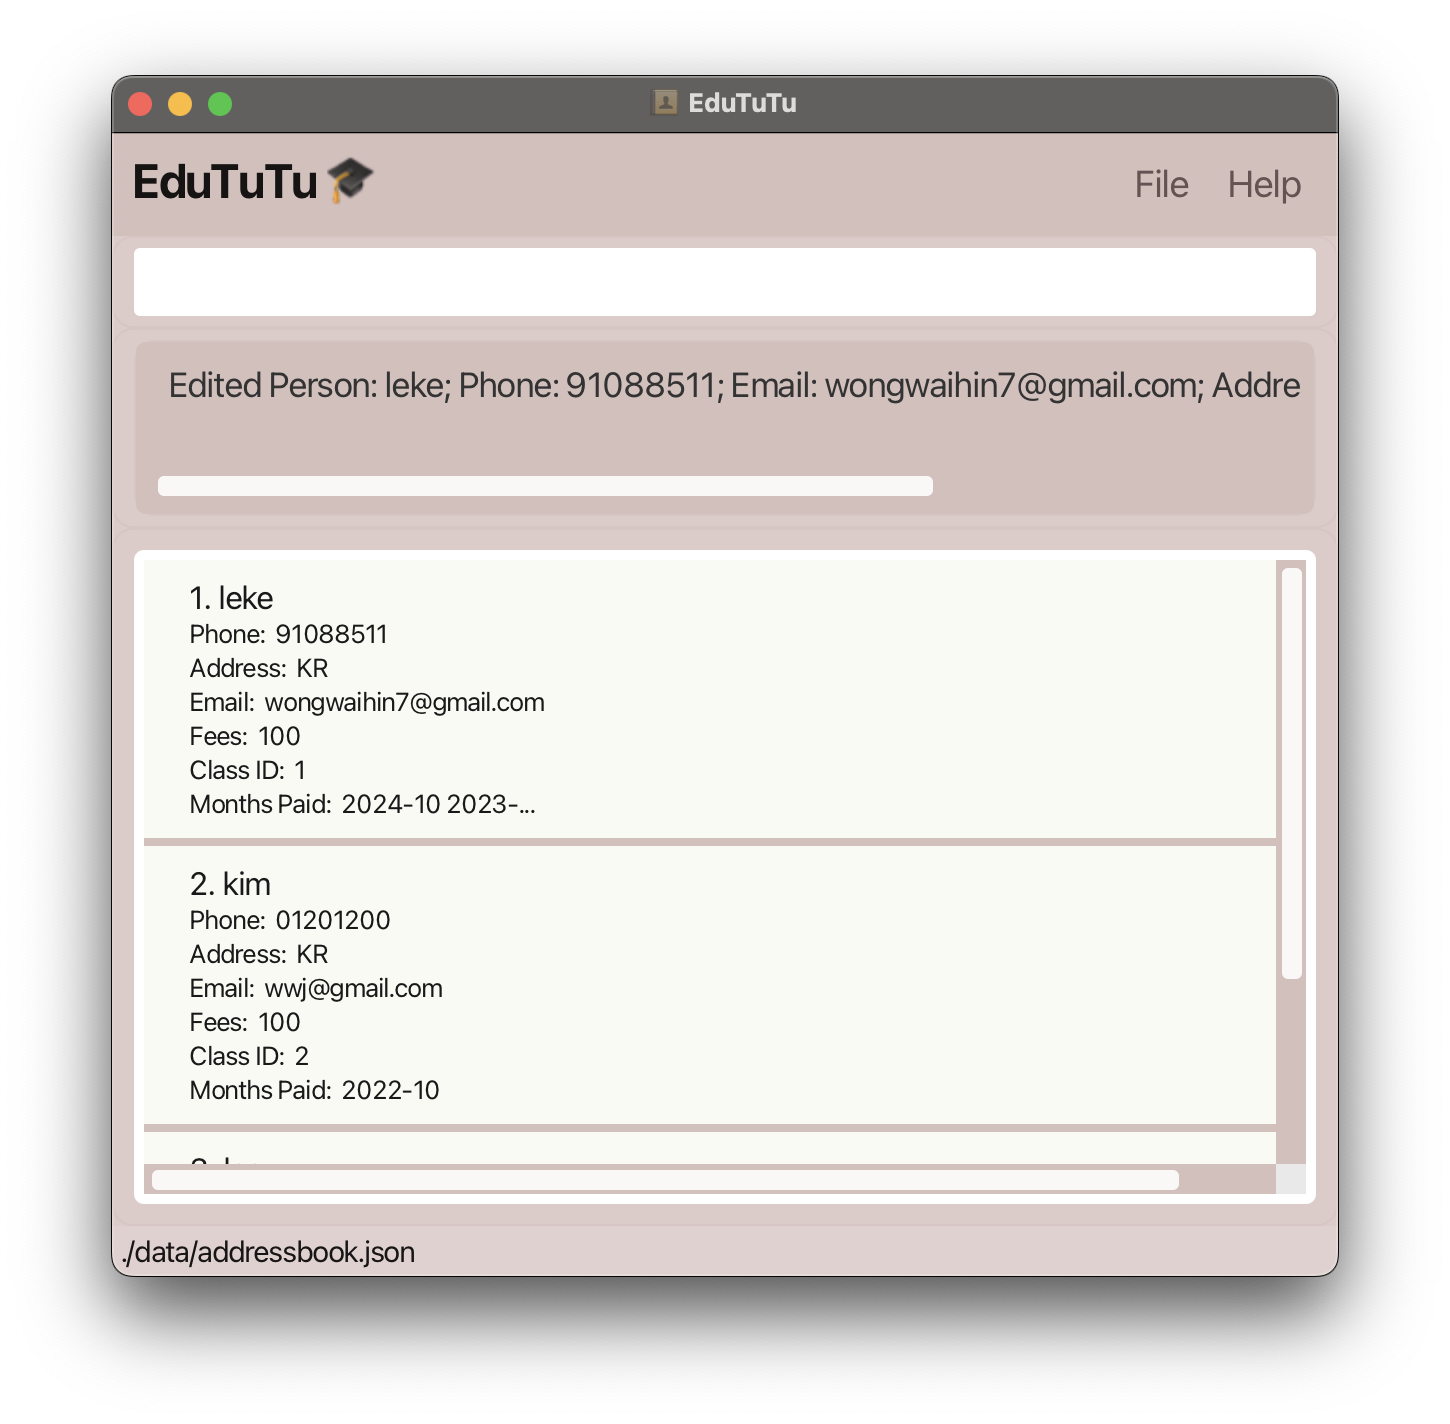 EduTuTu
EduTuTu
File Help
Edited Person: leke; Phone: 91088511; Email: wongwaihin7@gmail.com; Addre
1. leke
Phone: 91088511
Address: KR
Email: wongwaihin7@gmail.com
Fees: 100
Class ID: 1
Months Paid: 2024-10 2023-...
2. kim
Phone: 01201200
Address: KR
Email: wwj@gmail.com
Fees: 100
Class ID: 2
Months Paid: 2022-10
./data/addressbook.json